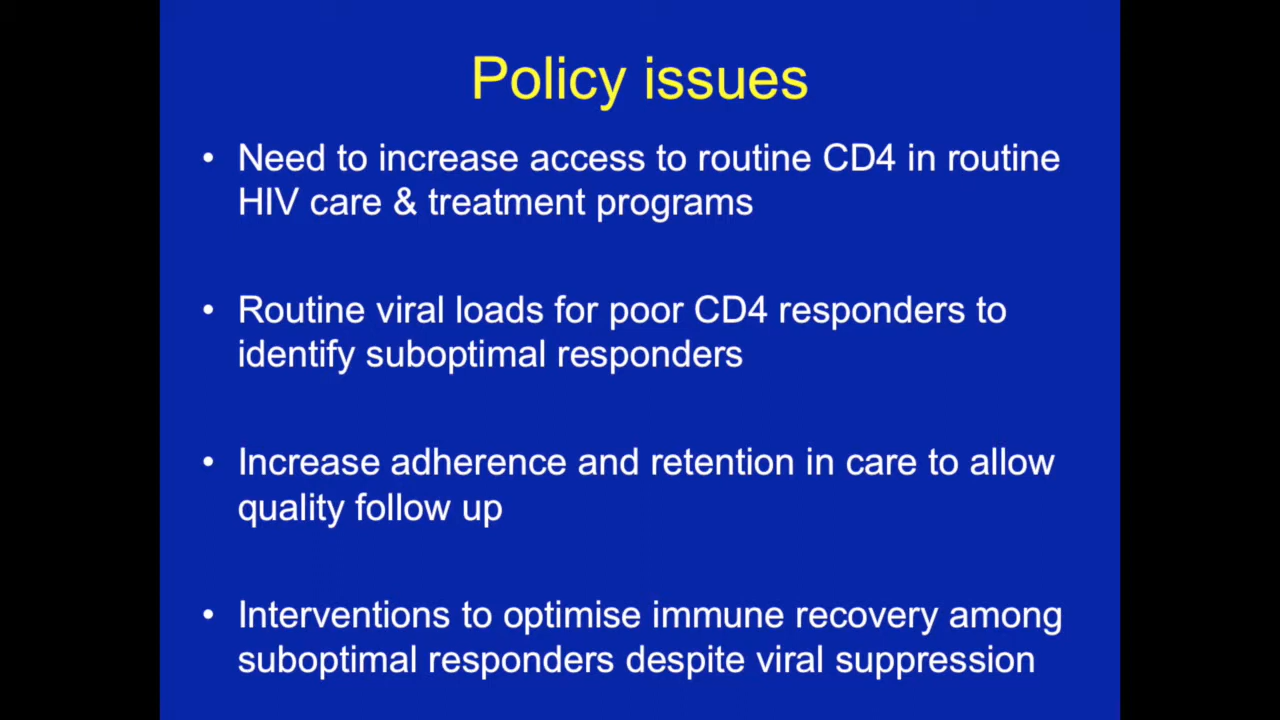 Policy issues
• Need to increase access to routine CD4 in routine
HIV care & treatment programs
• Routine viral loads for poor CD4 responders to
identify suboptimal responders
• Increase adherence and retention in care to allow
quality follow up
• Interventions to optimise immune recovery among
suboptimal responders despite viral suppression